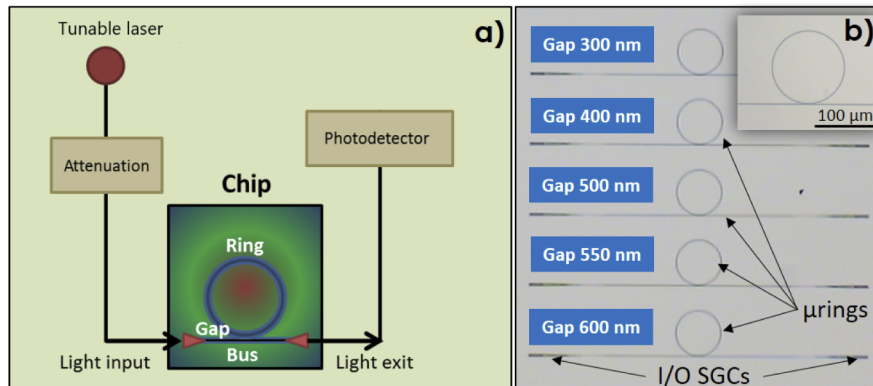 a)
Tunable laser
Attenuation
Photodetector
Chip
Ring
Gap
Bus
Light input
Light exit
b)
Gap 300 nm
Gap 400 nm
Gap 500 nm
Gap 550 nm
Gap 600 nm
100 µm
µrings
I/O SGCs